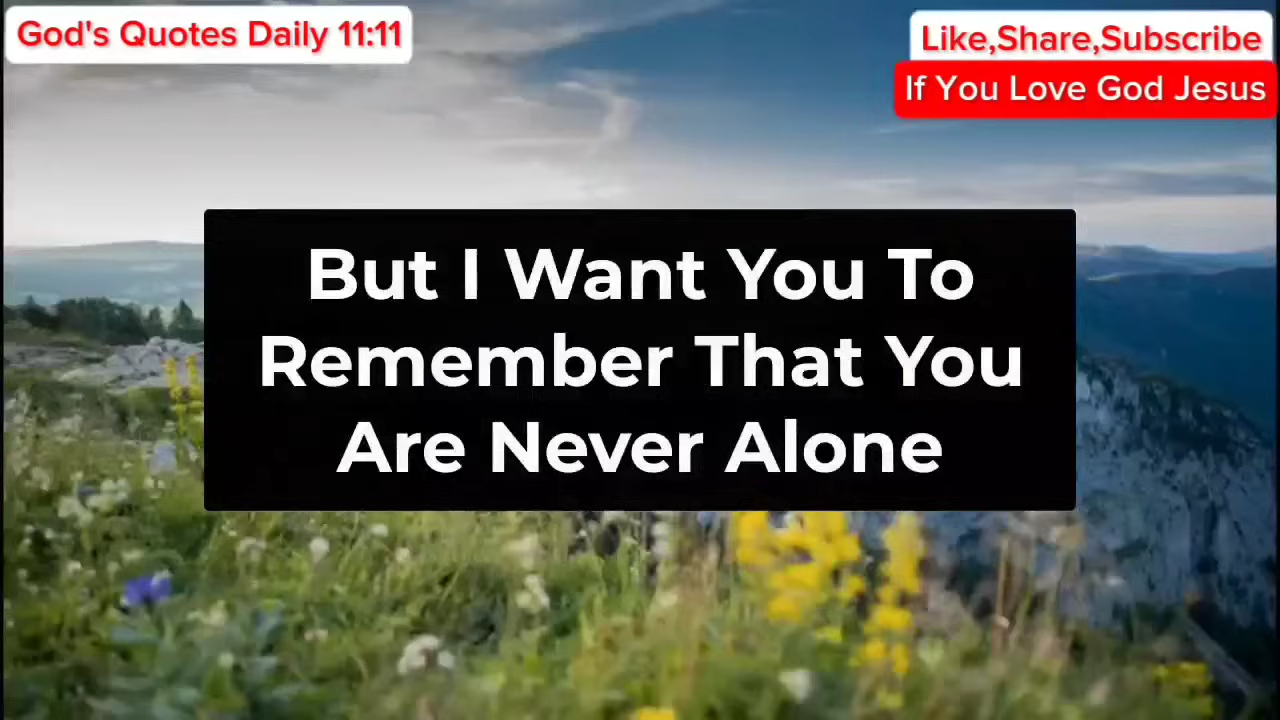 God's Quotes Daily 11:11
Like,Share,Subscribe
If You Love God Jesus
But I Want You To
Remember That You
Are Never Alone